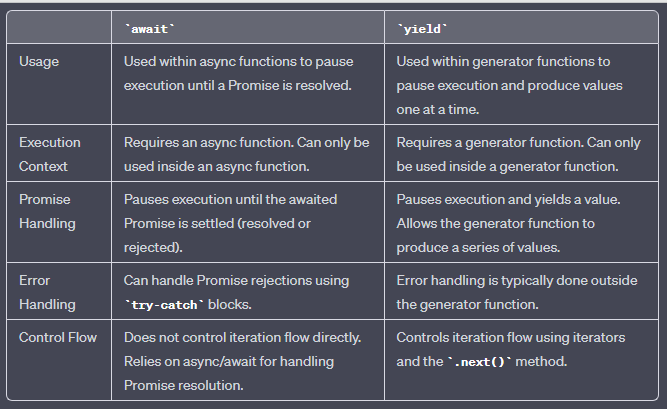 `await` `yield`
Usage Used within async functions to pause Used within generator functions to
execution until a Promise is resolved. pause execution and produce values
one at a time.
Execution Requires an async function. Can only be Requires a generator function. Can only
Context used inside an async function. be used inside a generator function.
Promise Pauses execution until the awaited Pauses execution and yields a value.
Handling Promise is settled (resolved or Allows the generator function to
rejected). produce a series of values.
Error Can handle Promise rejections using Error handling is typically done outside
Handling `try-catch` blocks. the generator function.
Control Flow Does not control iteration flow directly. Controls iteration flow using iterators
Relies on async/await for handling and the `.next()` method.
Promise resolution.